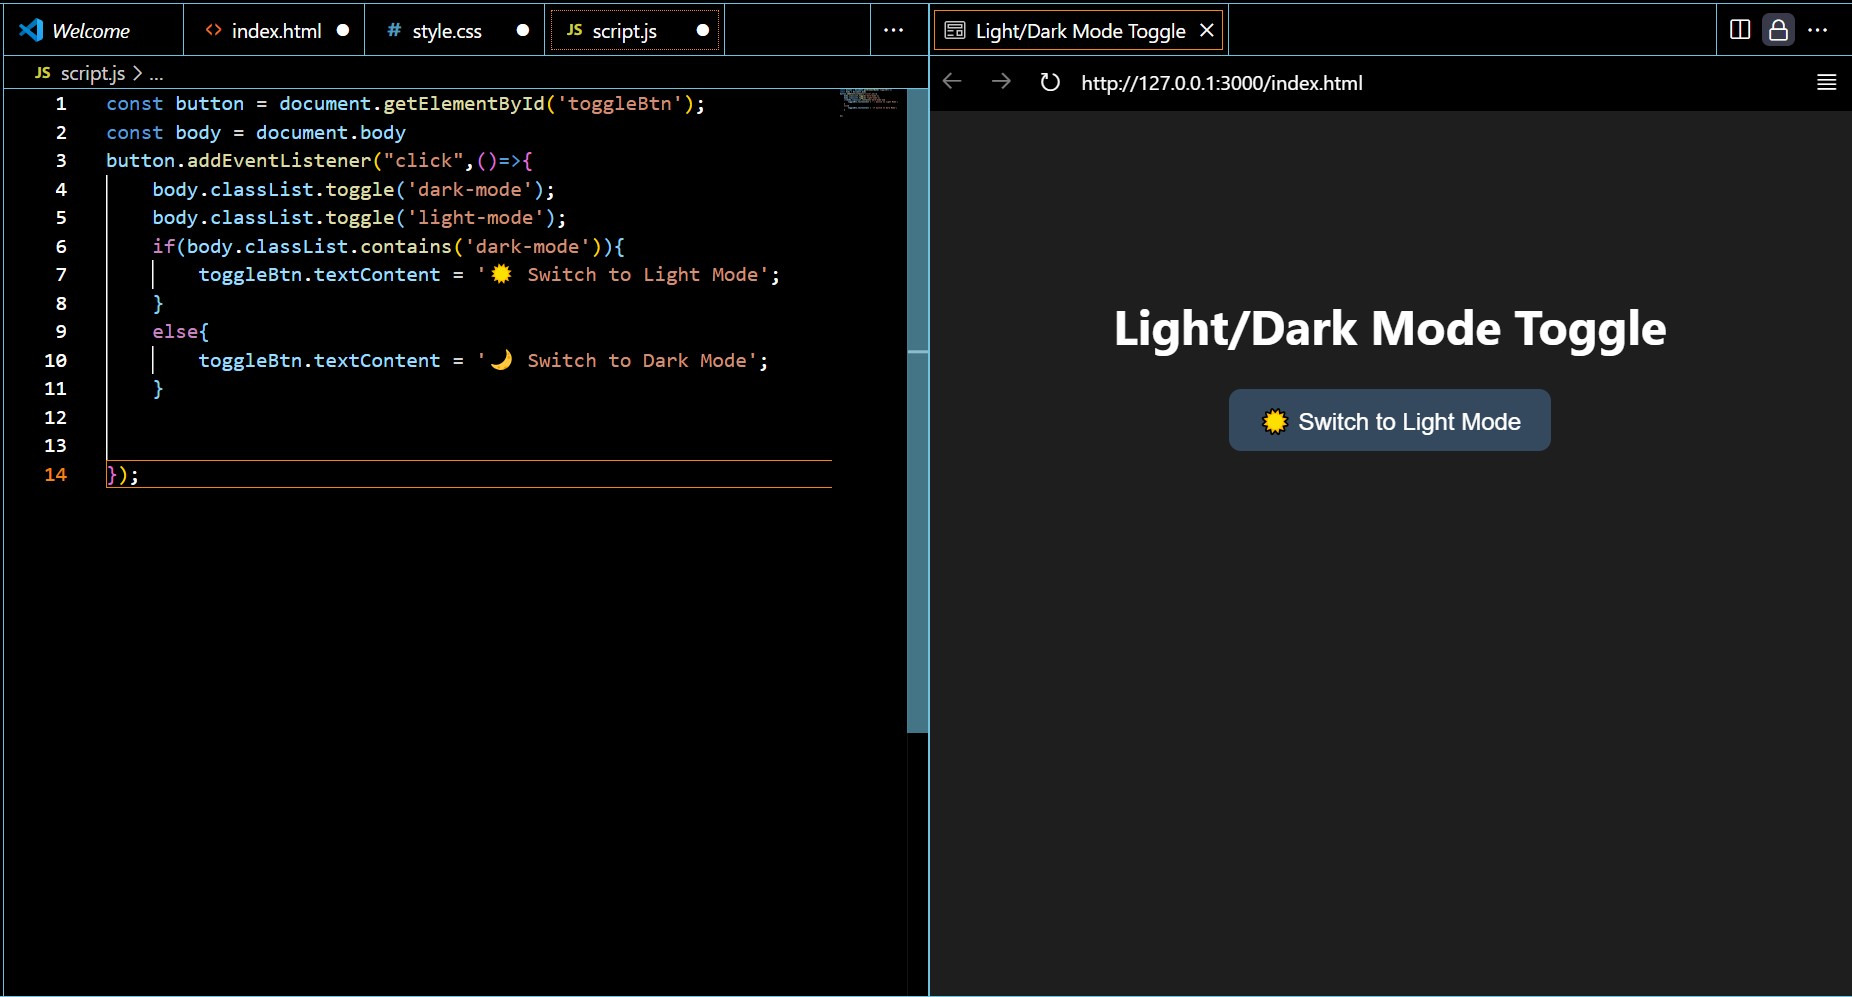 Welcome
index.html
style.css
JS script.js
Light/Dark Mode Toggle
JS script.js > ...
http://127.0.0.1:3000/index.html
1 const button = document.getElementById('toggleBtn');
2 const body = document.body
3 button.addEventListener("click",()=>{
4 body.classList.toggle('dark-mode');
5 body.classList.toggle('light-mode');
6 if(body.classList.contains('dark-mode')){
7 toggleBtn.textContent = '☀️ Switch to Light Mode';
8 }
9 else{
10 toggleBtn.textContent = '🌙 Switch to Dark Mode';
11 }
12
13
14 });
Light/Dark Mode Toggle
☀️ Switch to Light Mode